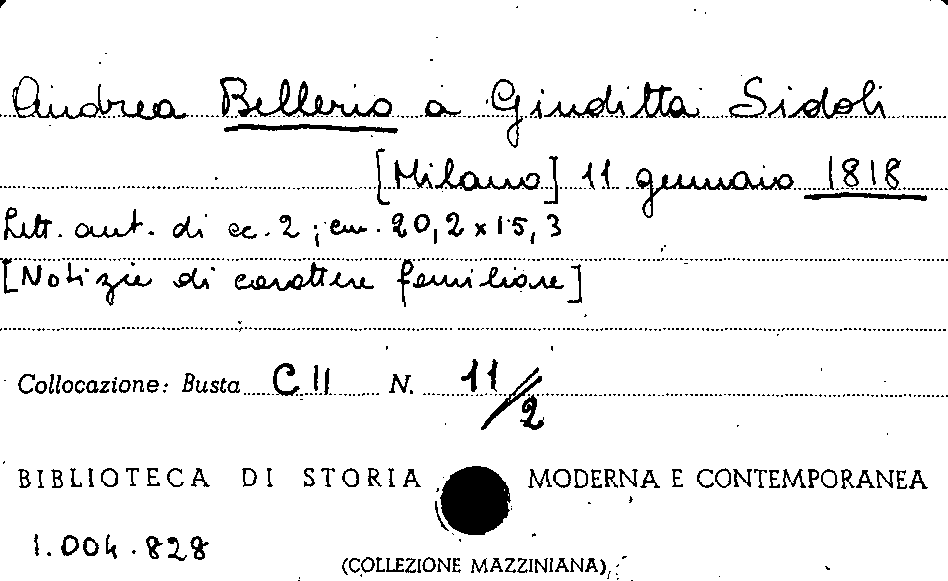 Andrea Bellerio a Giuditta Sidoli
[Milano] 11 gennaio 1818
Lett. aut. di cc. 2; cm. 20,2 x 15,3
[Notizie di carattere familiare]
Collocazione: Busta C II N. 11/2
BIBLIOTECA DI STORIA MODERNA E CONTEMPORANEA
1.004.828
(COLLEZIONE MAZZINIANA)